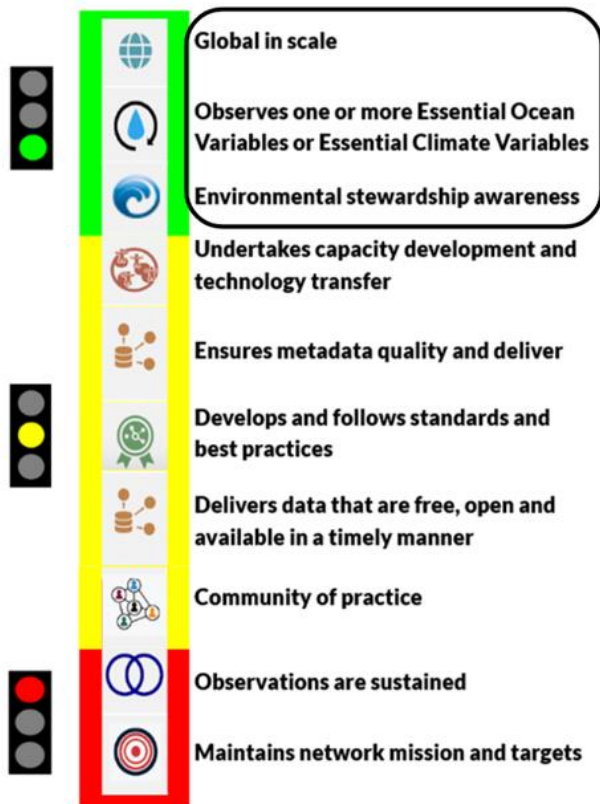 Global in scale
Observes one or more Essential Ocean
Variables or Essential Climate Variables
Environmental stewardship awareness
Undertakes capacity development and
technology transfer
Ensures metadata quality and deliver
Develops and follows standards and
best practices
Delivers data that are free, open and
available in a timely manner
Community of practice
Observations are sustained
Maintains network mission and targets